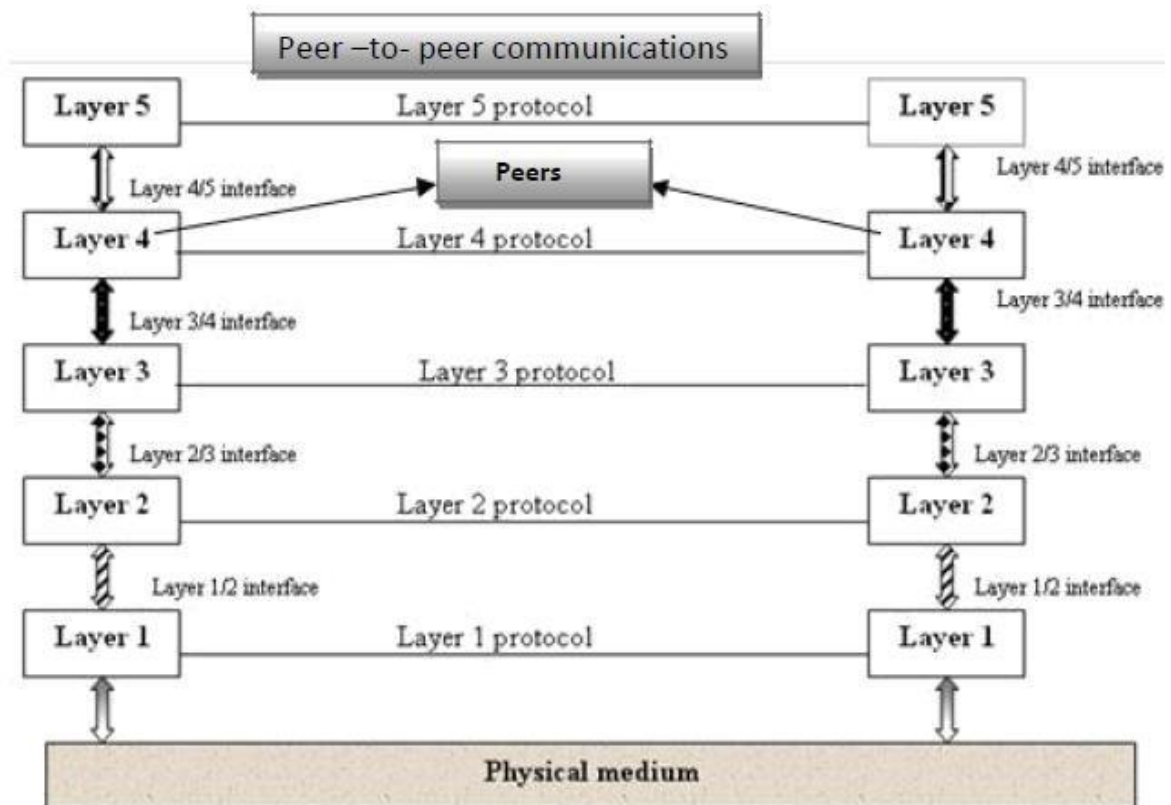 Peer –to- peer communications
Layer 5
Layer 5 protocol
Layer 5
Peers
Layer 4/5 interface
Layer 4/5 interface
Layer 4
Layer 4 protocol
Layer 4
Layer 3/4 interface
Layer 3/4 interface
Layer 3
Layer 3 protocol
Layer 3
Layer 2/3 interface
Layer 2/3 interface
Layer 2
Layer 2 protocol
Layer 2
Layer 1/2 interface
Layer 1/2 interface
Layer 1
Layer 1 protocol
Layer 1
Physical medium